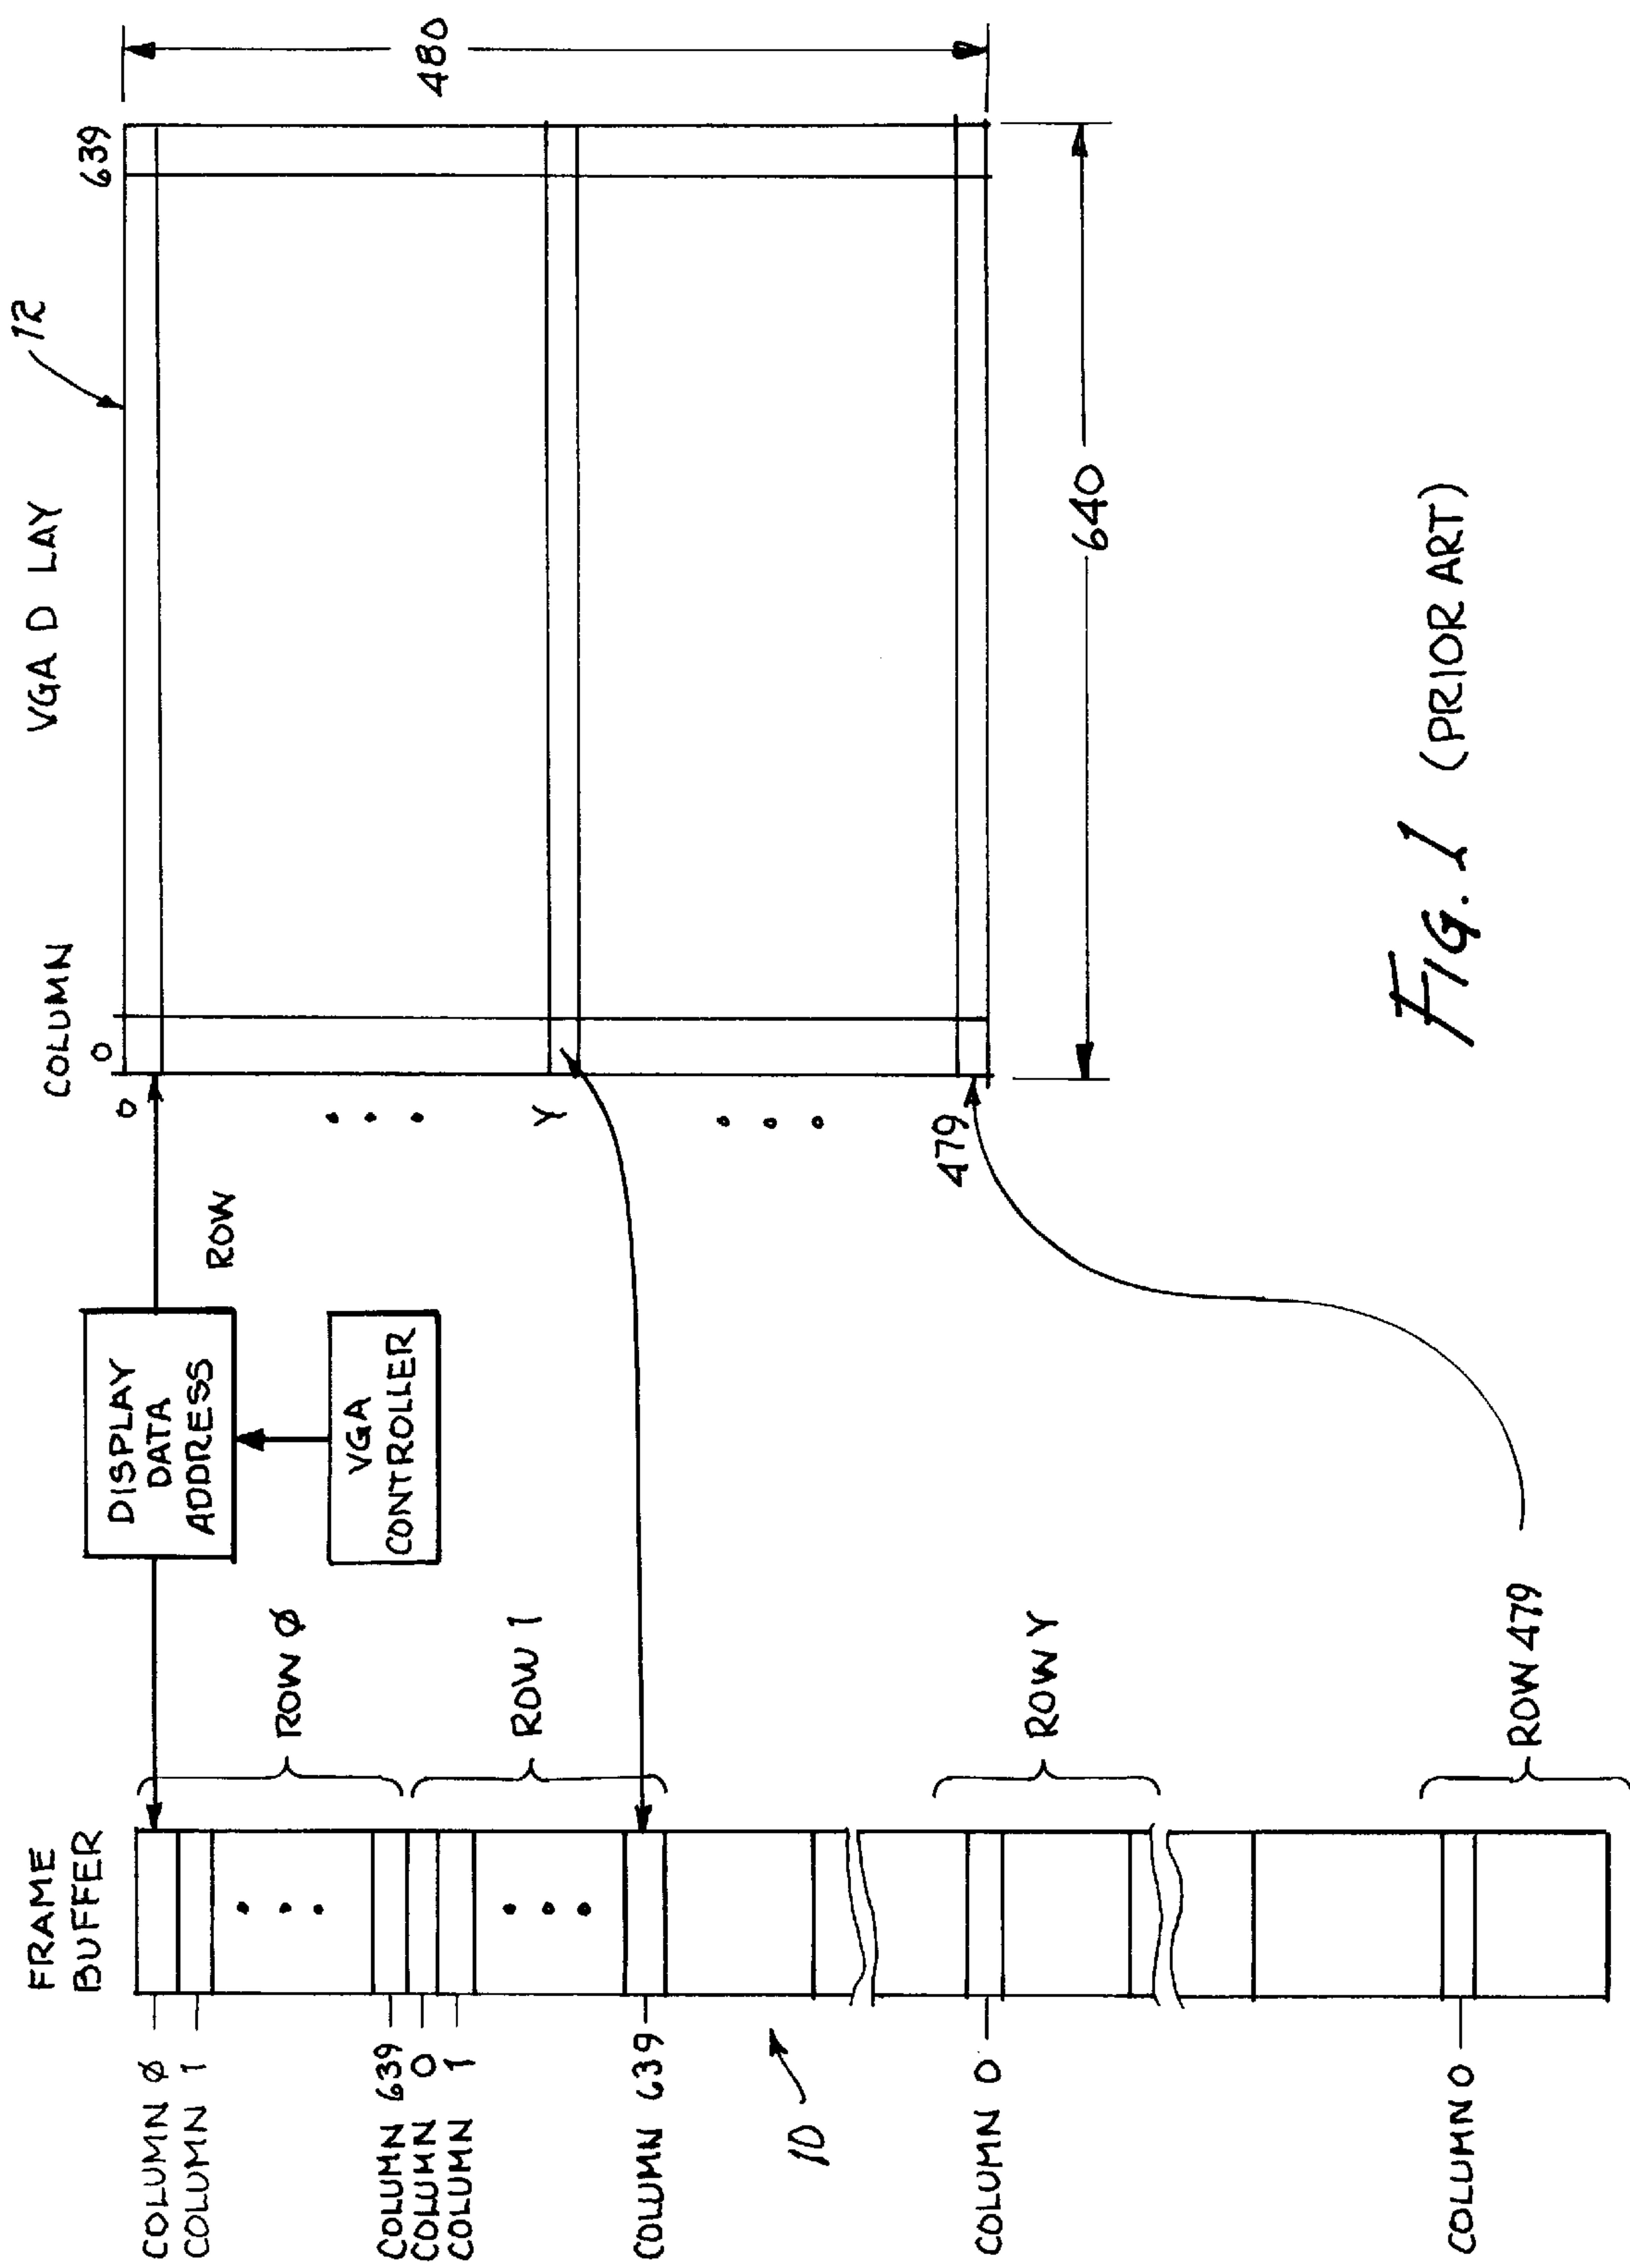 FRAME
BUFFER
COLUMN Ø
COLUMN 1
COLUMN 639
COLUMN 0
COLUMN 1
COLUMN 639
10
COLUMN 0
COLUMN 0
ROW Ø
ROW 1
ROW Y
ROW 479
DISPLAY
DATA
ADDRESS
VGA
CONTROLLER
ROW
VGA D LAY
12
COLUMN
0
639
0
Y
479
480
640
FIG. 1 (PRIOR ART)